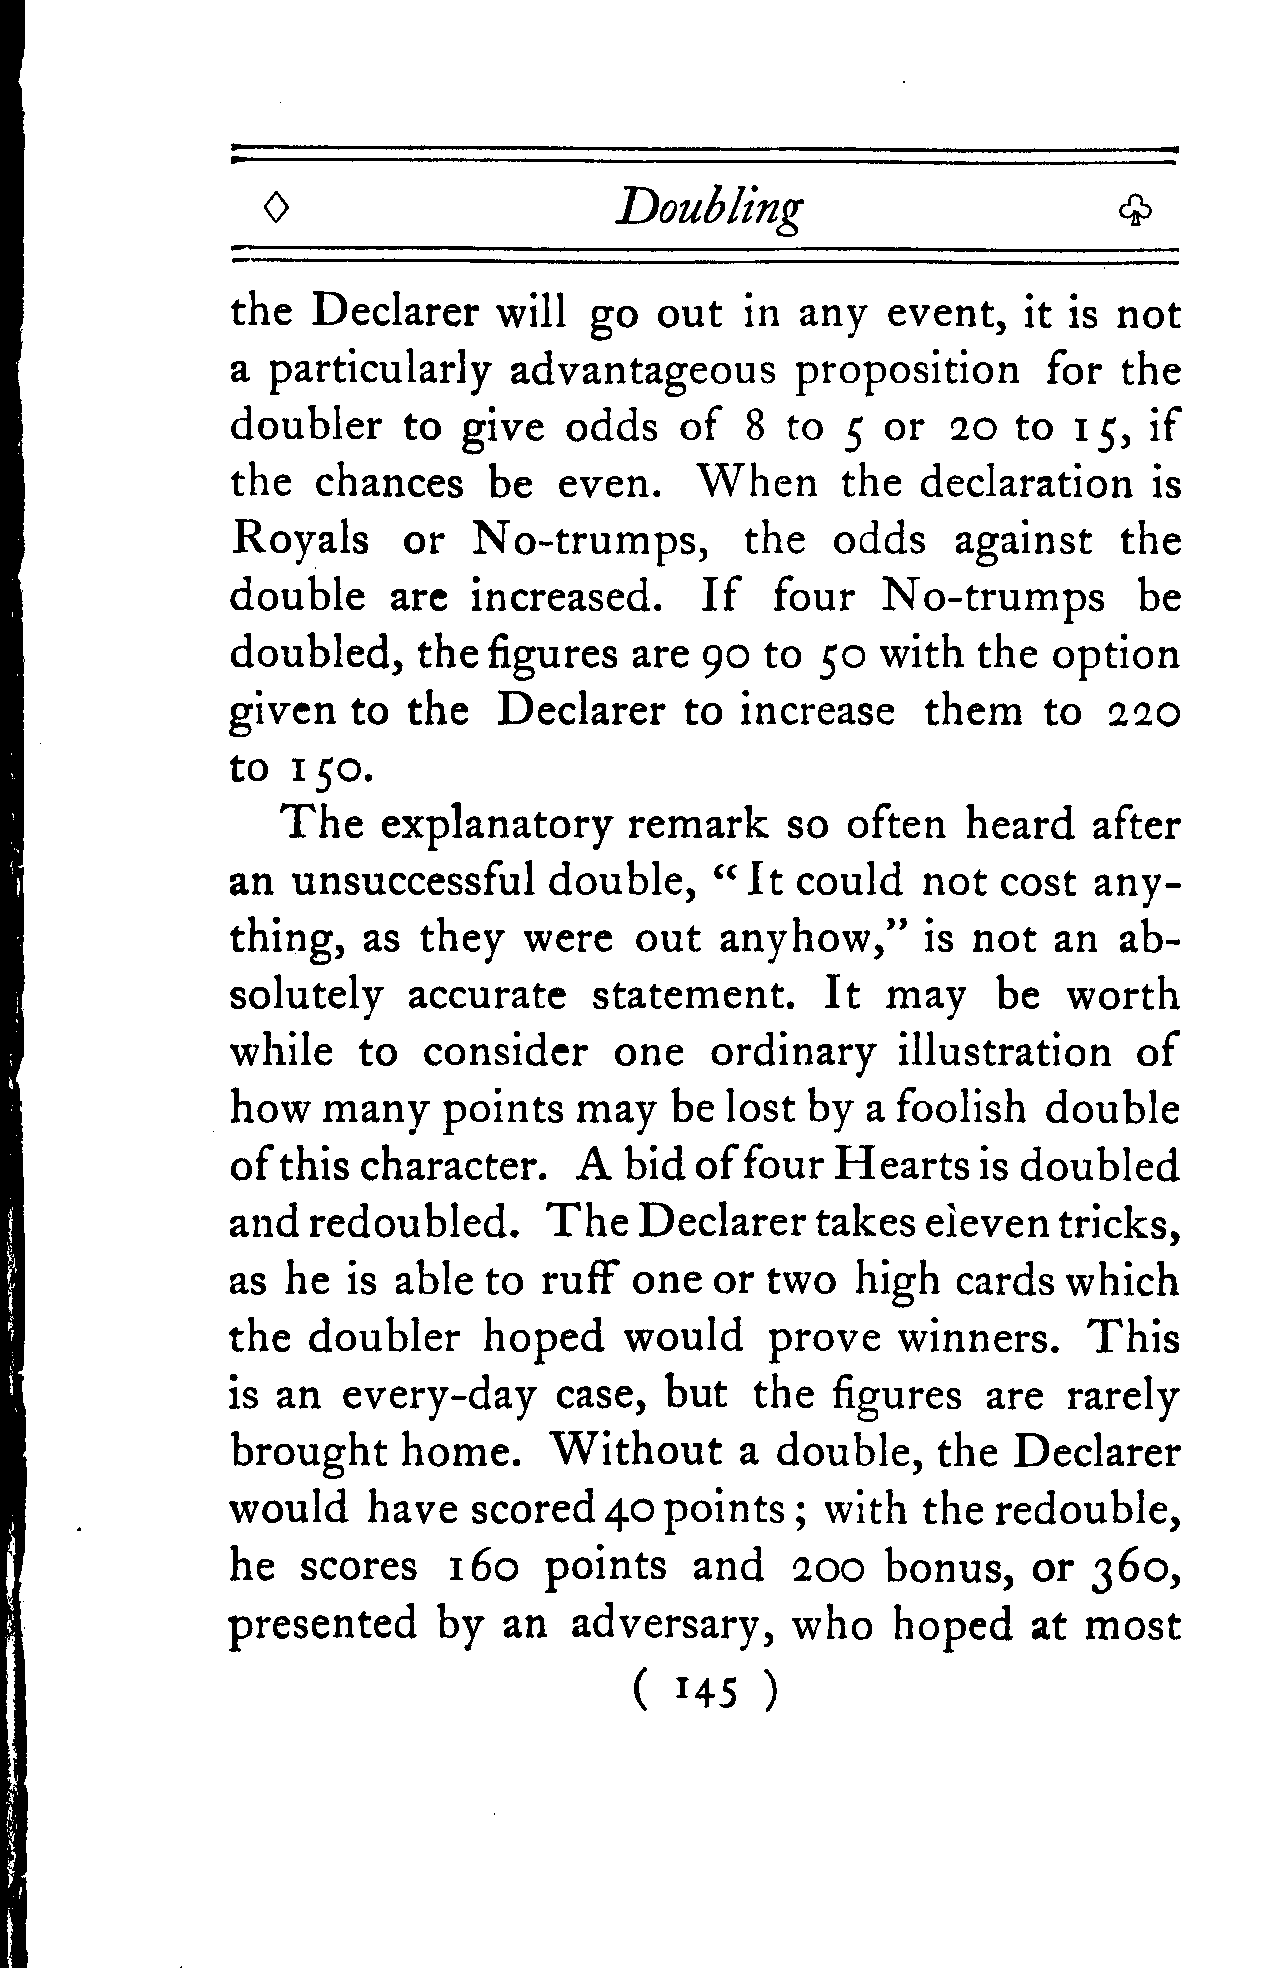 ◇ Doubling ♧
the Declarer will go out in any event, it is not
a particularly advantageous proposition for the
doubler to give odds of 8 to 5 or 20 to 15, if
the chances be even. When the declaration is
Royals or No-trumps, the odds against the
double are increased. If four No-trumps be
doubled, the figures are 90 to 50 with the option
given to the Declarer to increase them to 220
to 150.
The explanatory remark so often heard after
an unsuccessful double, “ It could not cost any-
thing, as they were out anyhow,” is not an ab-
solutely accurate statement. It may be worth
while to consider one ordinary illustration of
how many points may be lost by a foolish double
of this character. A bid of four Hearts is doubled
and redoubled. The Declarer takes eleven tricks,
as he is able to ruff one or two high cards which
the doubler hoped would prove winners. This
is an every-day case, but the figures are rarely
brought home. Without a double, the Declarer
would have scored 40 points ; with the redouble,
he scores 160 points and 200 bonus, or 360,
presented by an adversary, who hoped at most
( 145 )